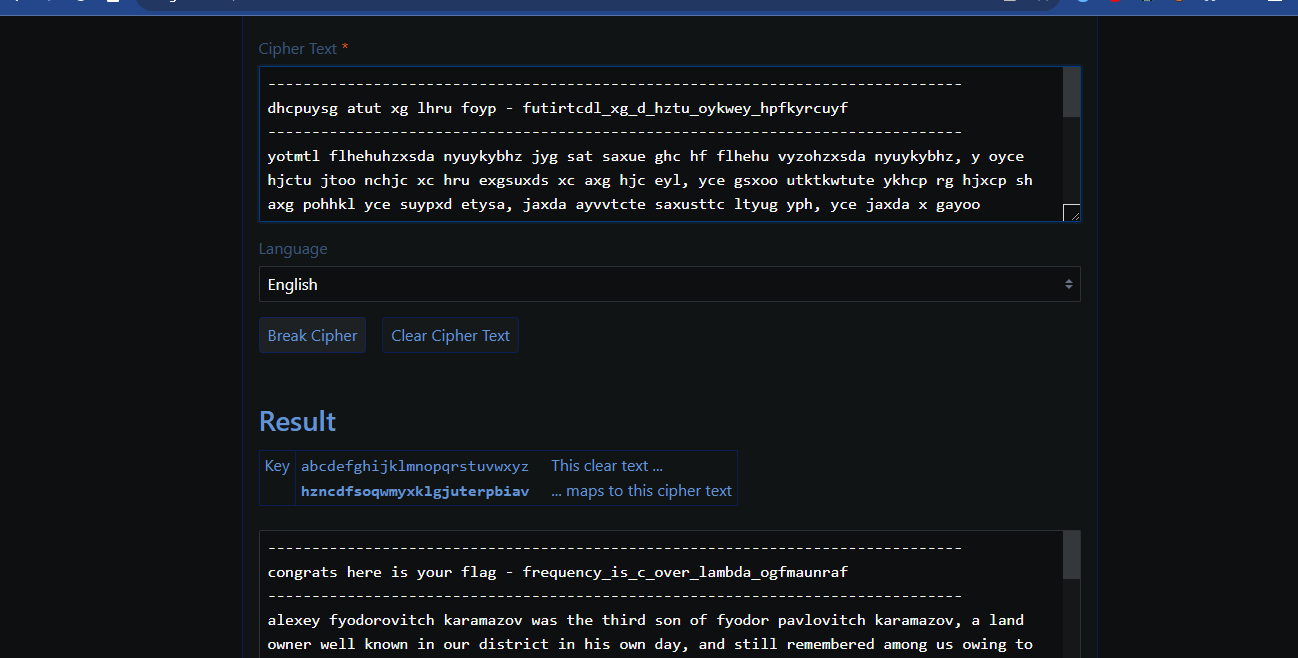 Cipher Text *
-------------------------------------------------------------------------------
dhcpuysg atut xg lhru foyp - futirtcdl_xg_d_hztu_oykwey_hpfkyrcuyf
-------------------------------------------------------------------------------
yotmtl flhehuhzxsda nyuykybhz jyg sat saxue ghc hf flhehu vyzohzxsda nyuykybhz, y oyce
hjctu jtoo nchjc xc hru exgsuxds xc axg hjc eyl, yce gsxoo utktkwtute ykhcp rg hjxcp sh
axg pohhkl yce suypxd etysa, jaxda ayvvtcte saxusttc ltyug yph, yce jaxda x gayoo
Language
English
Break Cipher Clear Cipher Text
Result
Key abcdefghijklmnopqrstuvwxyz This clear text ...
hzncdfsoqwmyxklgjuterpbiav ... maps to this cipher text
-------------------------------------------------------------------------------
congrats here is your flag - frequency_is_c_over_lambda_ogfmaunraf
-------------------------------------------------------------------------------
alexey fyodorovitch karamazov was the third son of fyodor pavlovitch karamazov, a land
owner well known in our district in his own day, and still remembered among us owing to